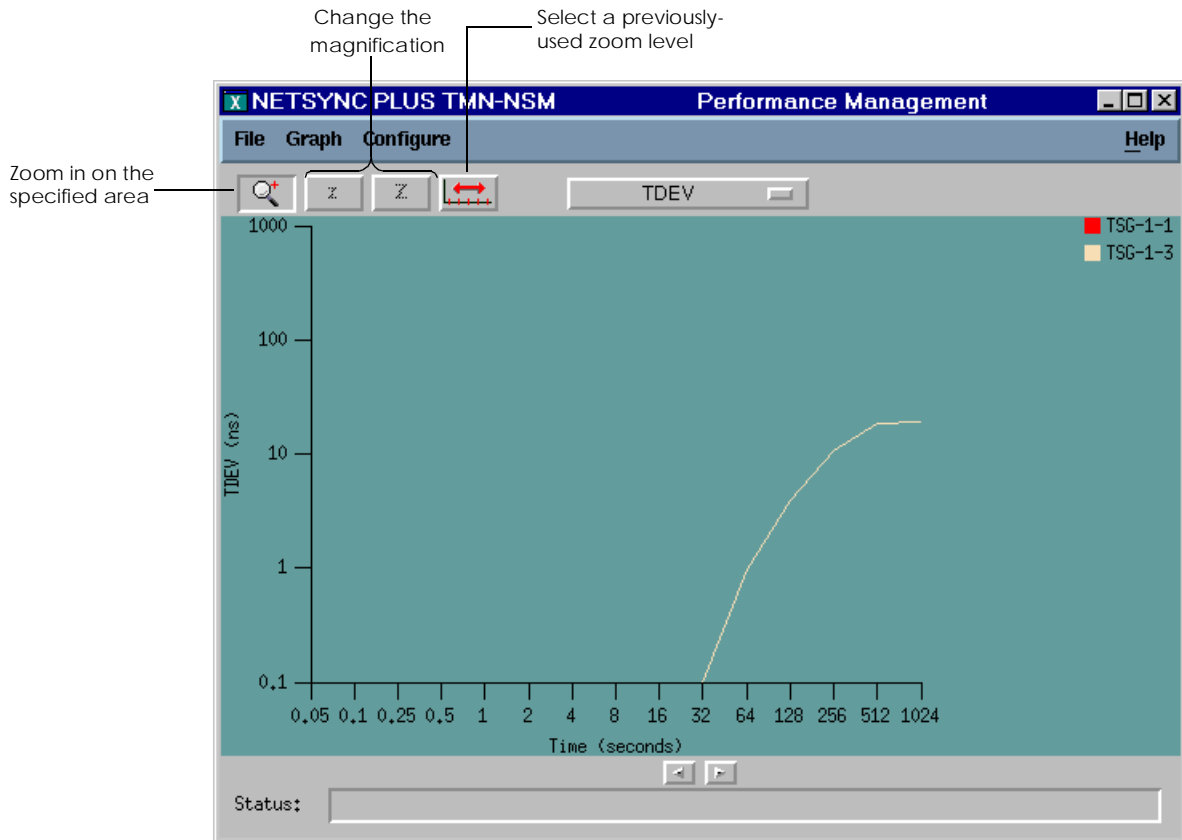 Change the
magnification
Select a previously-
used zoom level
Zoom in on the
specified area
X NETSYNC PLUS TMN-NSM Performance Management
File Graph Configure Help
z Z TDEV
TSG-1-1
TSG-1-3
1000
100
10
1
0.1
TDEV (ns)
0.05 0.1 0.25 0.5 1 2 4 8 16 32 64 128 256 512 1024
Time (seconds)
Status: